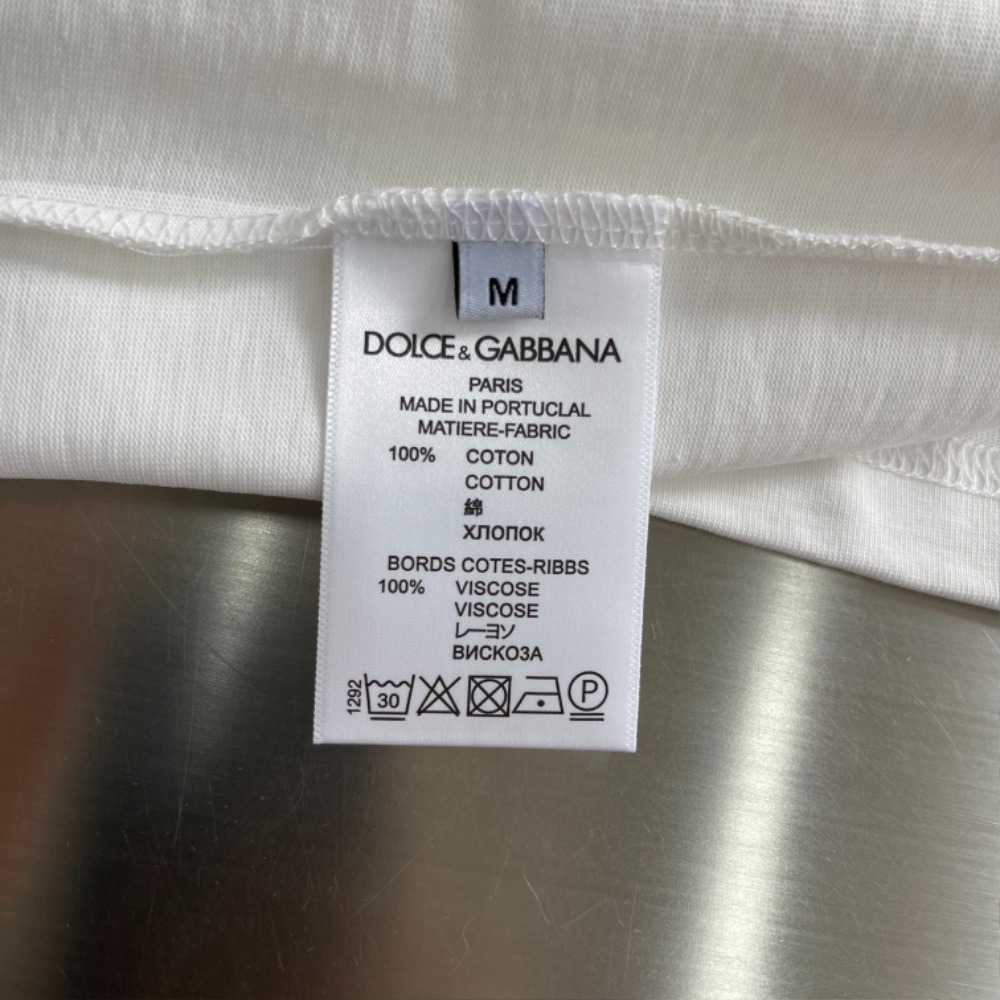 M
DOLCE & GABBANA
PARIS
MADE IN PORTUCLAL
MATIERE-FABRIC
100% COTON
COTTON
綿
ХЛОПОК
BORDS COTES-RIBBS
100% VISCOSE
VISCOSE
レーヨソ
ВИСКОЗА
1292 30 P